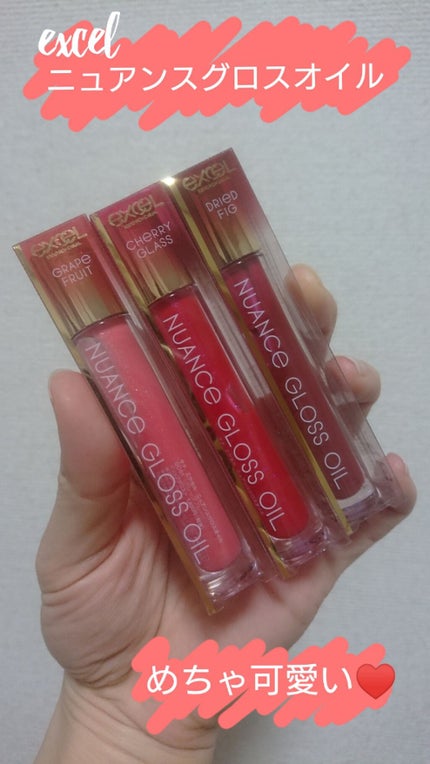 excel
ニュアンスグロスオイル
excel
GRAPE
FRUIT
NUANCE GLOSS OIL
excel
CHERRY
GLASS
NUANCE GLOSS OIL
excel
DRIED
FIG
NUANCE GLOSS OIL
めちゃ可愛い♥